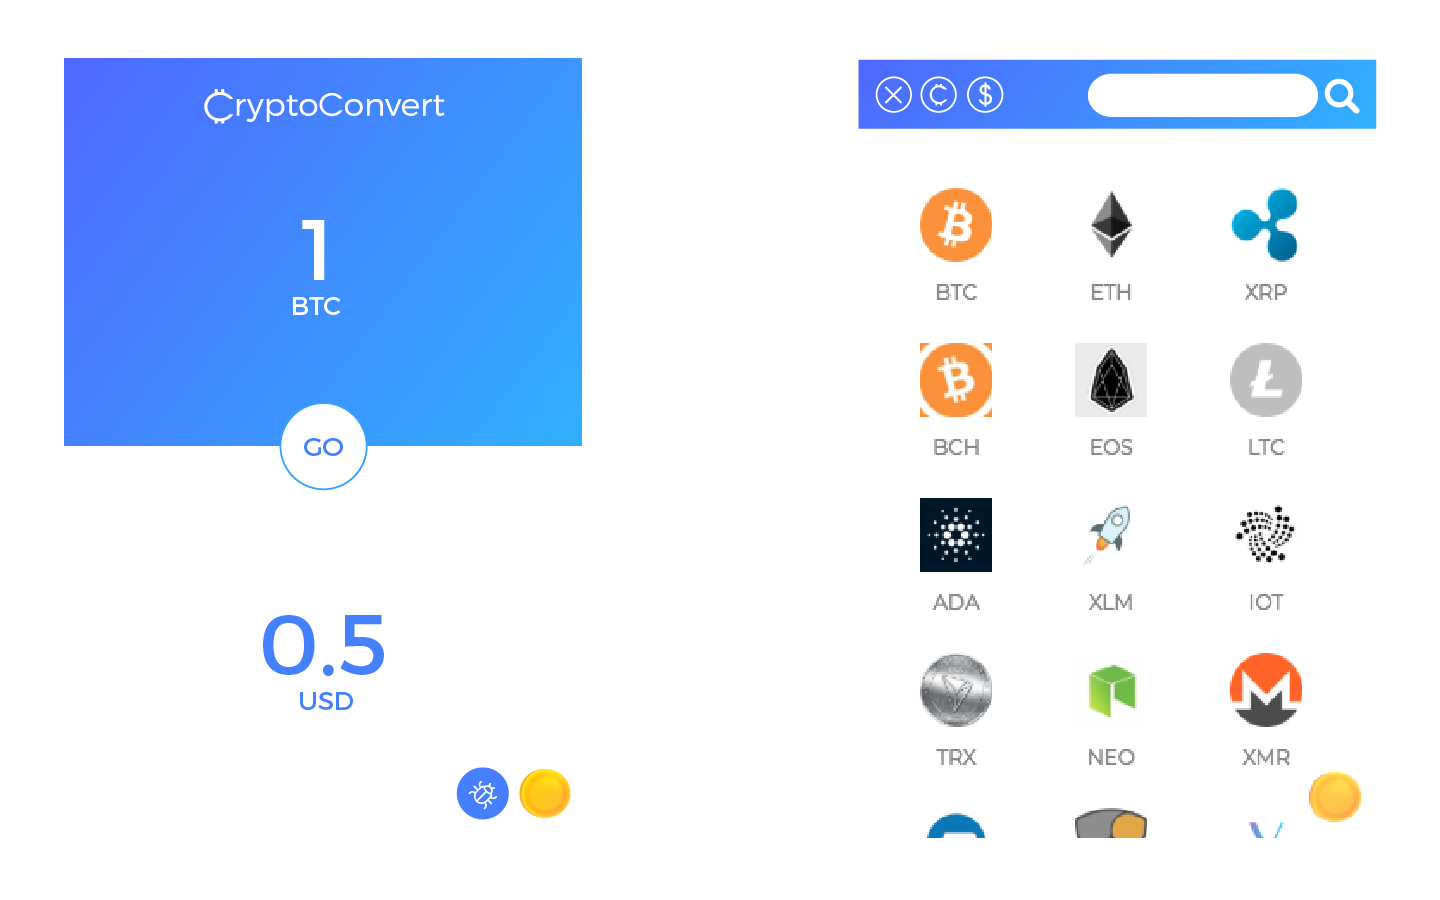 CryptoConvert
1
BTC
GO
0.5
USD
BTC ETH XRP
BCH EOS LTC
ADA XLM IOT
TRX NEO XMR